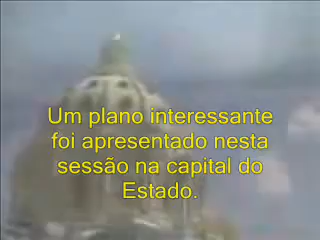 Um plano interessante
foi apresentado nesta
sessão na capital do
Estado.